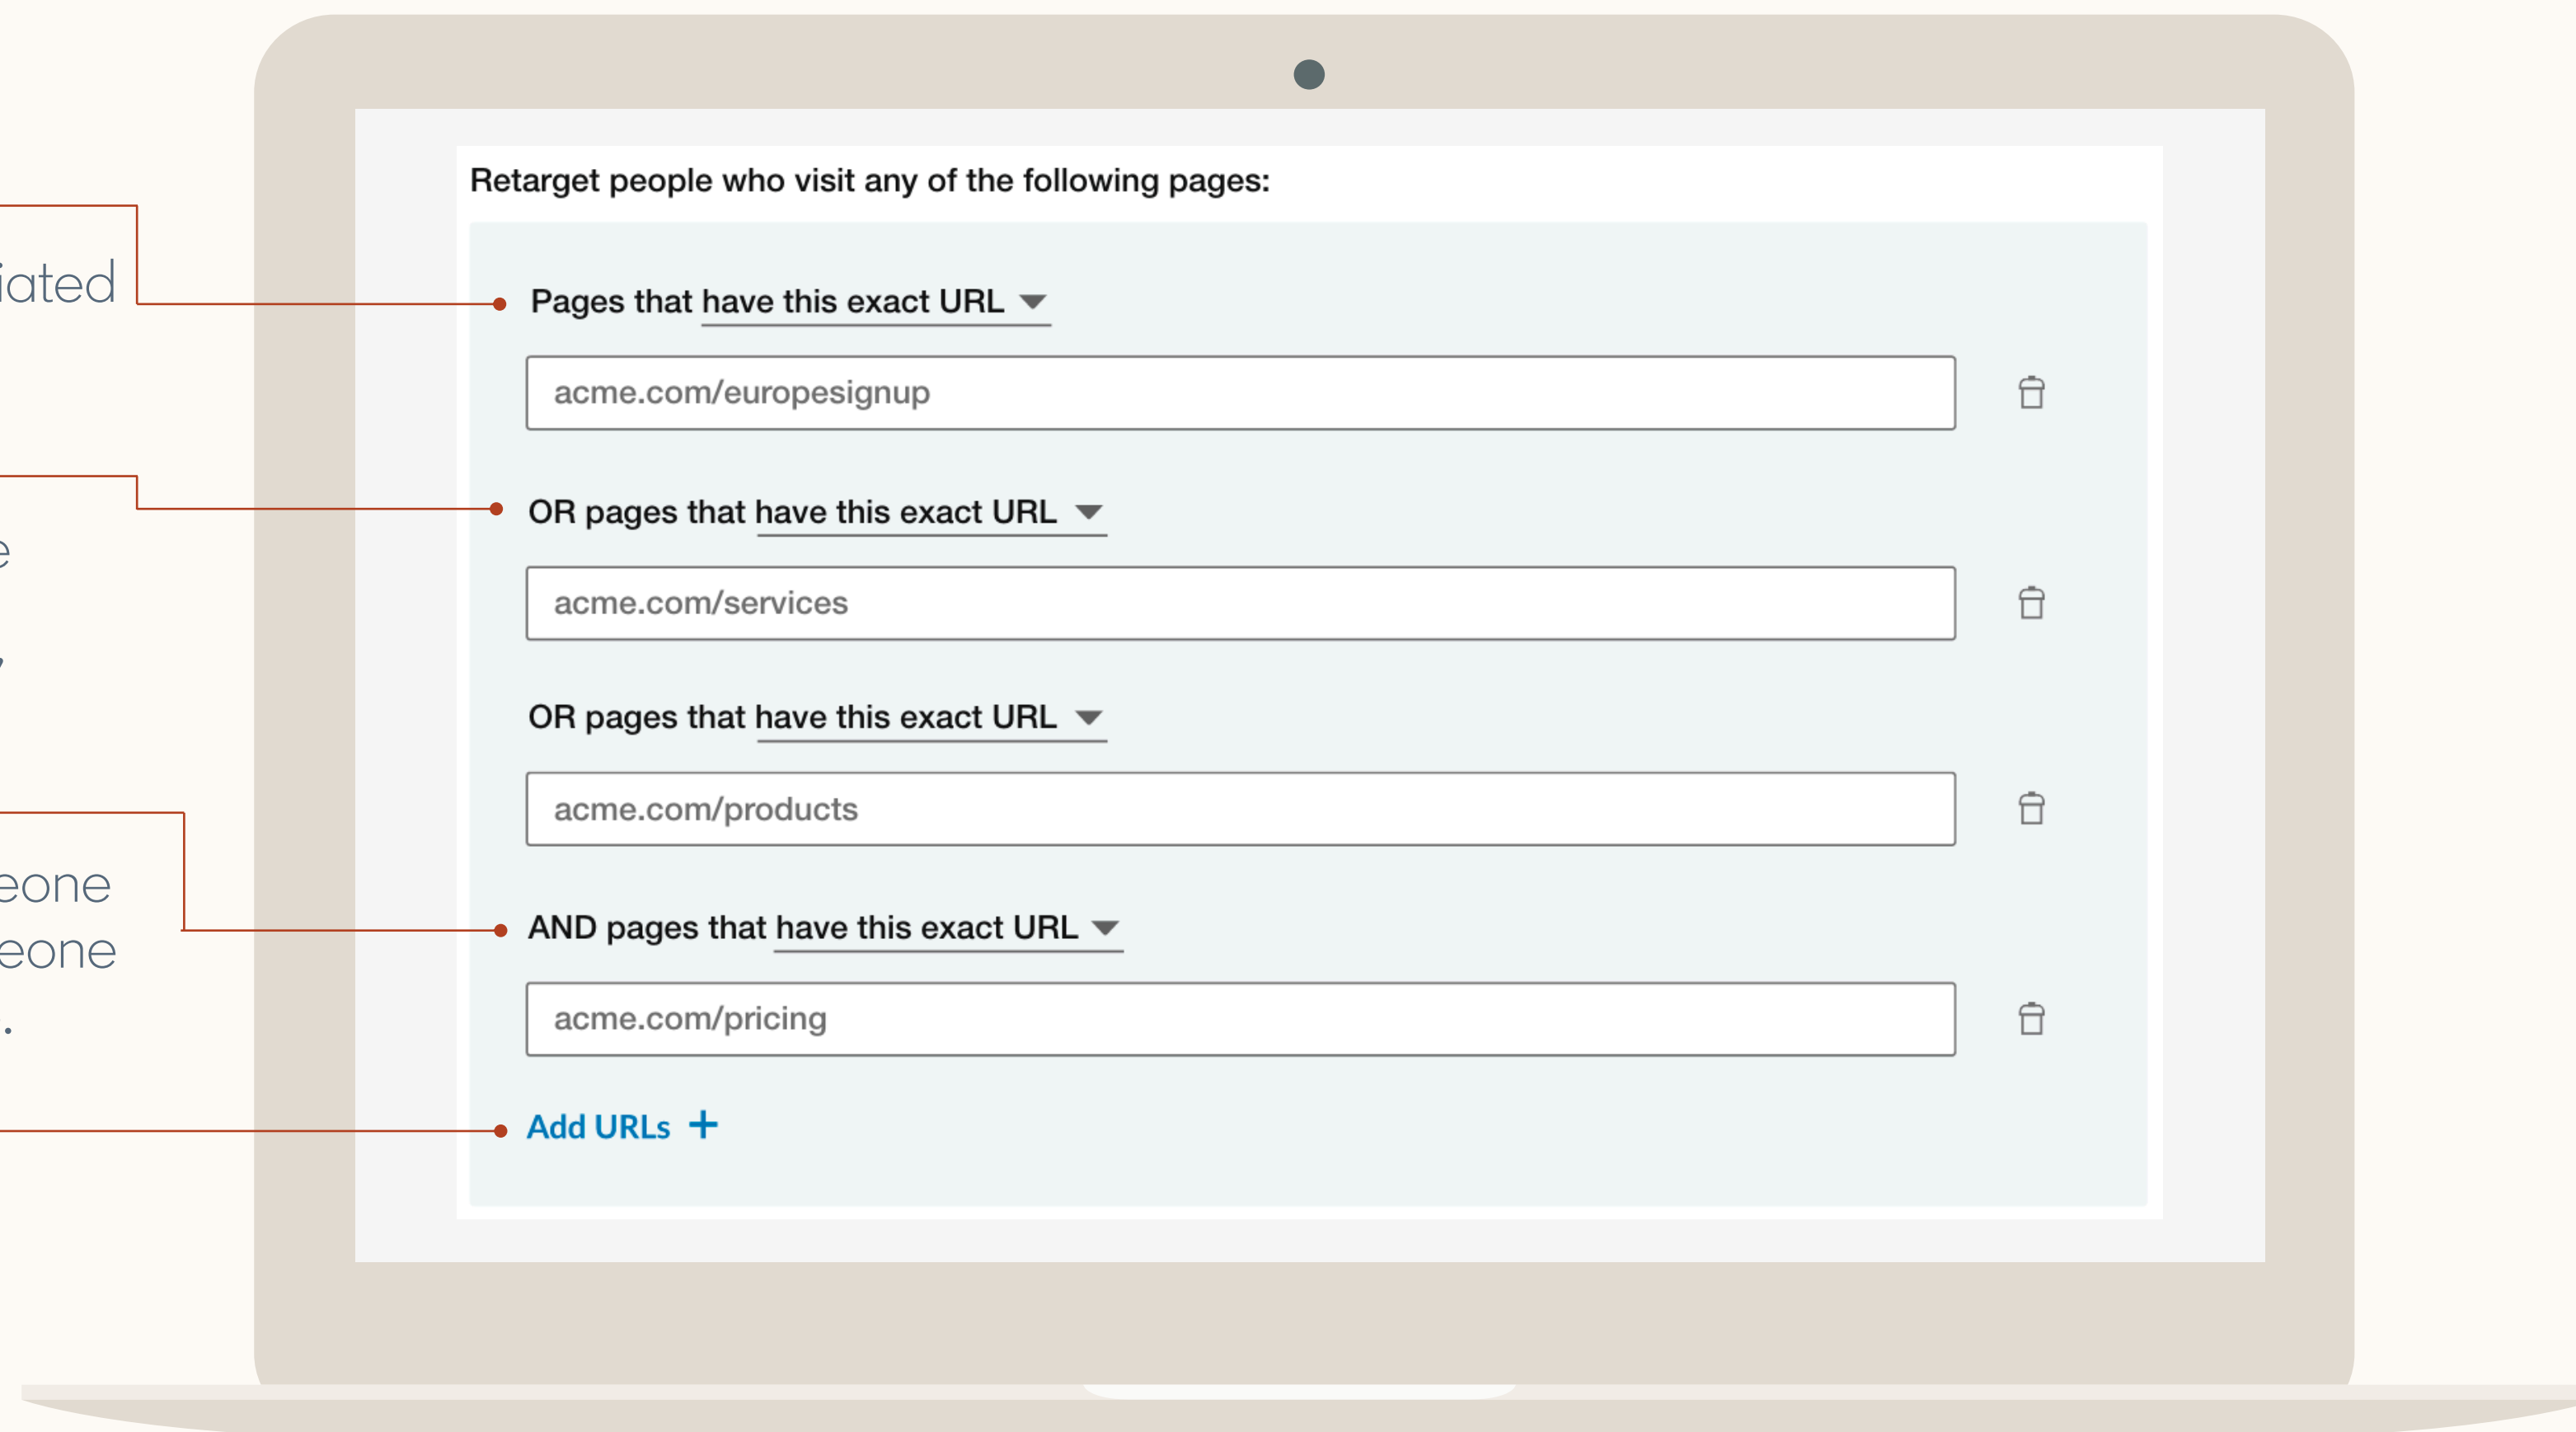 Retarget people who visit any of the following pages:
Pages that have this exact URL
acme.com/europesignup
OR pages that have this exact URL
acme.com/services
OR pages that have this exact URL
acme.com/products
AND pages that have this exact URL
acme.com/pricing
Add URLs +